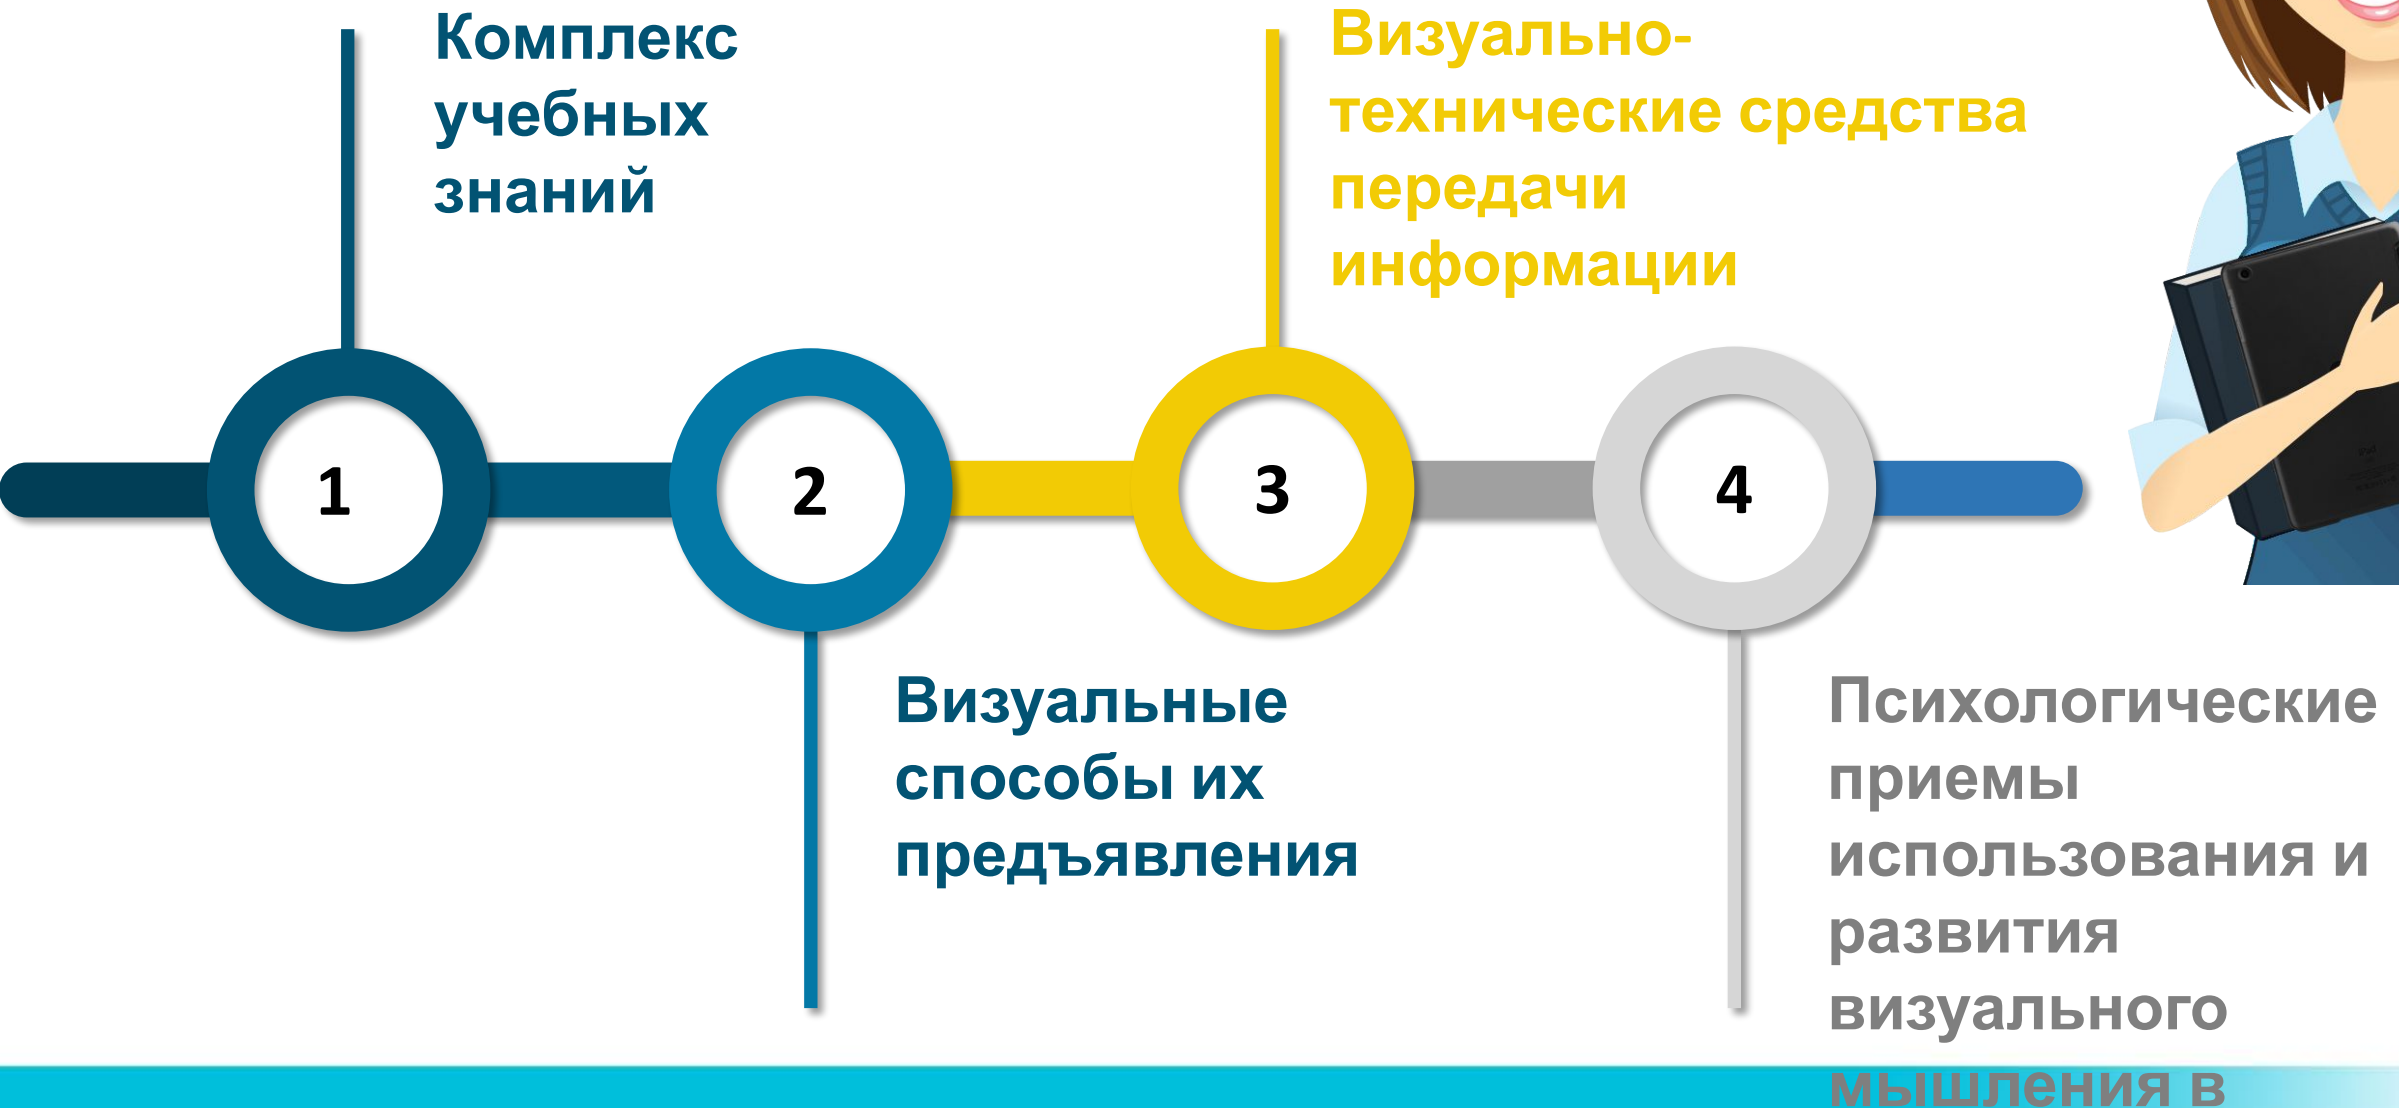 Комплекс
учебных
знаний
Визуально-
технические средства
передачи
информации
1
2
3
4
Визуальные
способы их
предъявления
Психологические
приемы
использования и
развития
визуального
мышления в